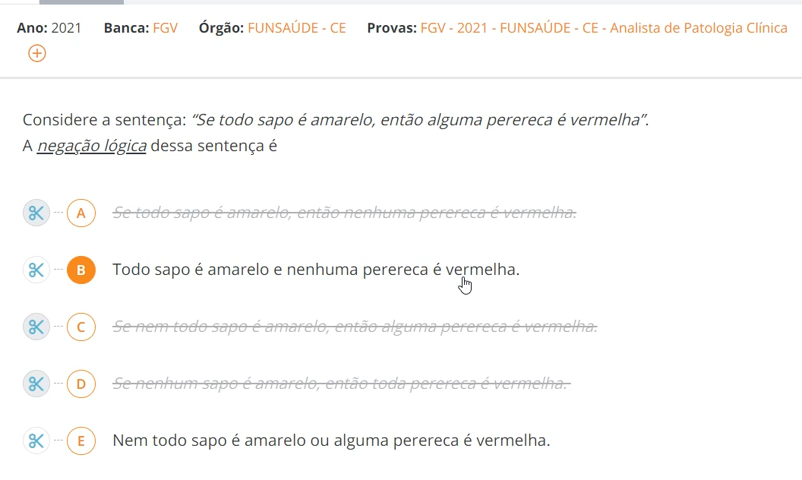 Ano: 2021 Banca: FGV Órgão: FUNSAÚDE - CE Provas: FGV - 2021 - FUNSAÚDE - CE - Analista de Patologia Clínica
Considere a sentença: “Se todo sapo é amarelo, então alguma perereca é vermelha”.
A negação lógica dessa sentença é
A Se todo sapo é amarelo, então nenhuma perereca é vermelha.
B Todo sapo é amarelo e nenhuma perereca é vermelha.
C Se nem todo sapo é amarelo, então alguma perereca é vermelha.
D Se nenhum sapo é amarelo, então toda perereca é vermelha.
E Nem todo sapo é amarelo ou alguma perereca é vermelha.